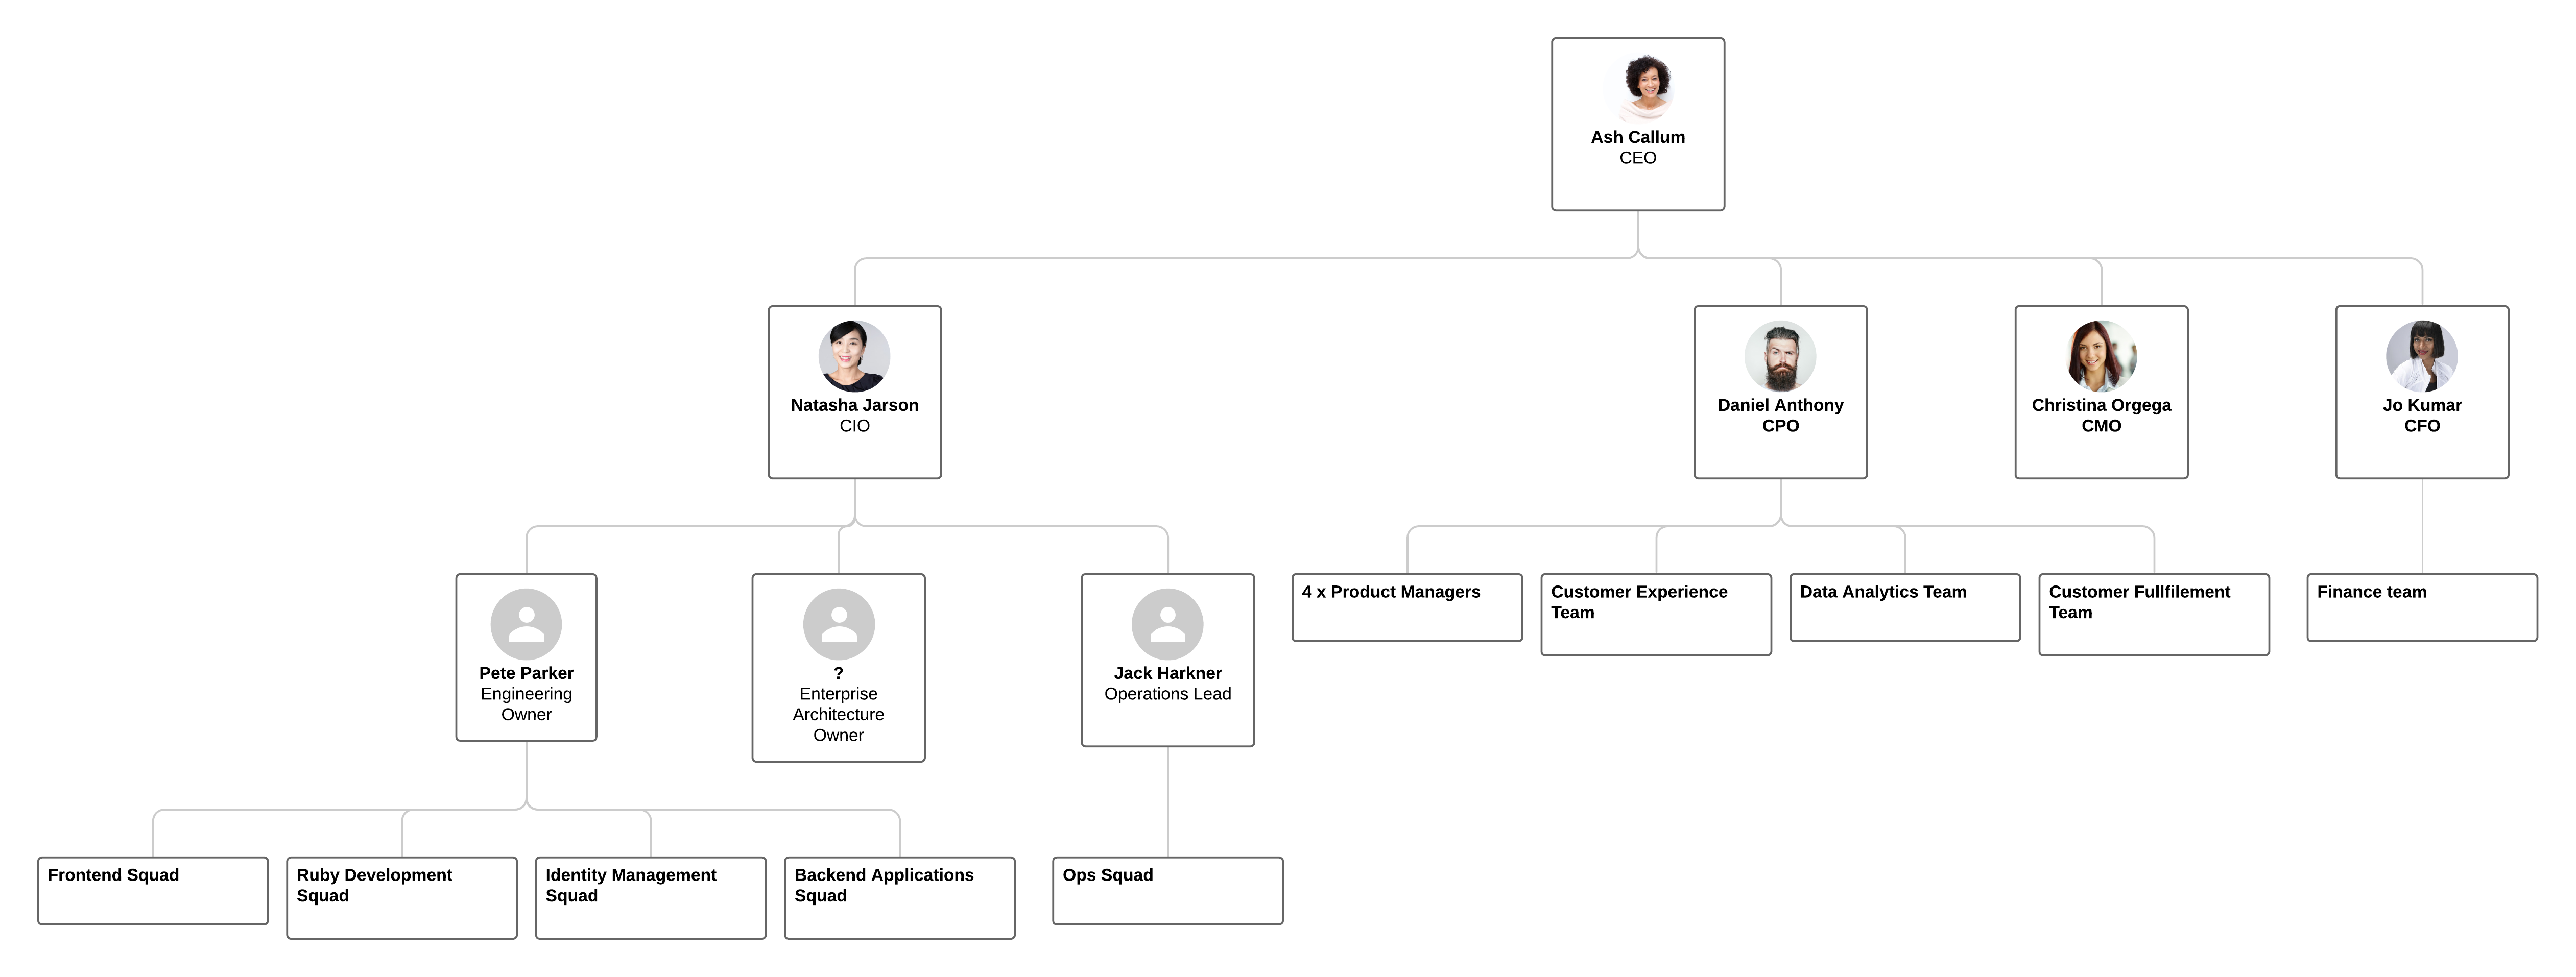 Ash Callum
CEO
Natasha Jarson
CIO
Daniel Anthony
CPO
Christina Orgega
CMO
Jo Kumar
CFO
Pete Parker
Engineering
Owner
?
Enterprise
Architecture
Owner
Jack Harkner
Operations Lead
4 x Product Managers
Customer Experience
Team
Data Analytics Team
Customer Fullfilement
Team
Finance team
Frontend Squad
Ruby Development
Squad
Identity Management
Squad
Backend Applications
Squad
Ops Squad